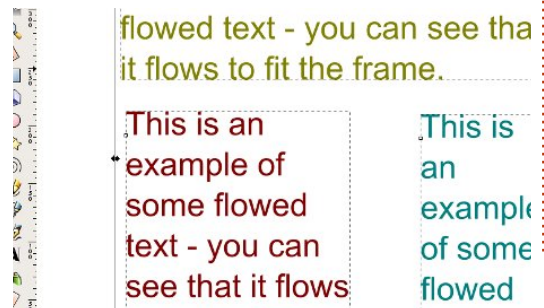 flowed text - you can see tha
it flows to fit the frame.
This is an
example of
some flowed
text - you can
see that it flows
This is
an
example
of some
flowed